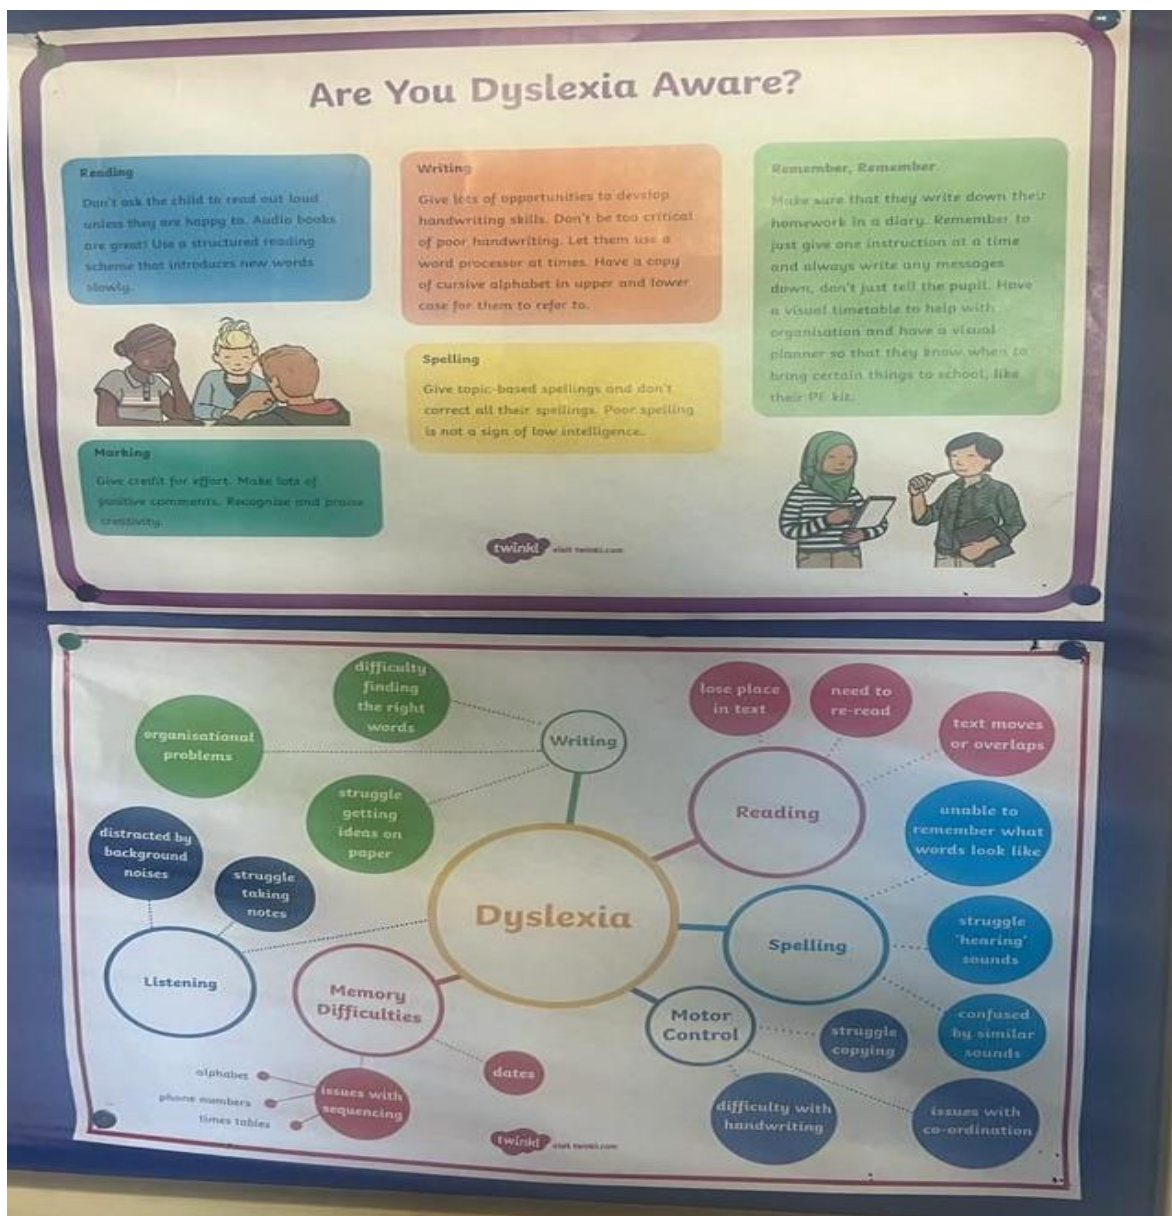 Are You Dyslexia Aware?
Reading
Don't ask the child to read out loud
unless they are happy to. Audio books
are great! Use a structured reading
scheme that introduces new words
slowly.
Marking
Give credit for effort. Make lots of
positive comments. Recognise and praise
creativity.
Writing
Give lots of opportunities to develop
handwriting skills. Don't be too critical
of poor handwriting. Let them use a
word processor at times. Have a copy
of cursive alphabet in upper and lower
case for them to refer to.
Spelling
Give topic-based spellings and don't
correct all their spellings. Poor spelling
is not a sign of low intelligence.
Remember, Remember
Make sure that they write down their
homework in a diary. Remember to
just give one instruction at a time
and always write any messages
down, don't just tell the pupil. Have
a visual timetable to help with
organisation and have a visual
planner so that they know when to
bring certain things to school, like
their PE kit.
twinkl visit twinkl.com
Dyslexia
Writing
difficulty
finding
the right
words
organisational
problems
struggle
getting
ideas on
paper
Reading
lose place
in text
need to
re-read
text moves
or overlaps
Spelling
unable to
remember what
words look like
struggle
'hearing'
sounds
confused
by similar
sounds
Motor
Control
struggle
copying
issues with
co-ordination
difficulty with
handwriting
Memory
Difficulties
dates
issues with
sequencing
alphabet
phone numbers
times tables
Listening
distracted by
background
noises
struggle
taking
notes
twinkl visit twinkl.com